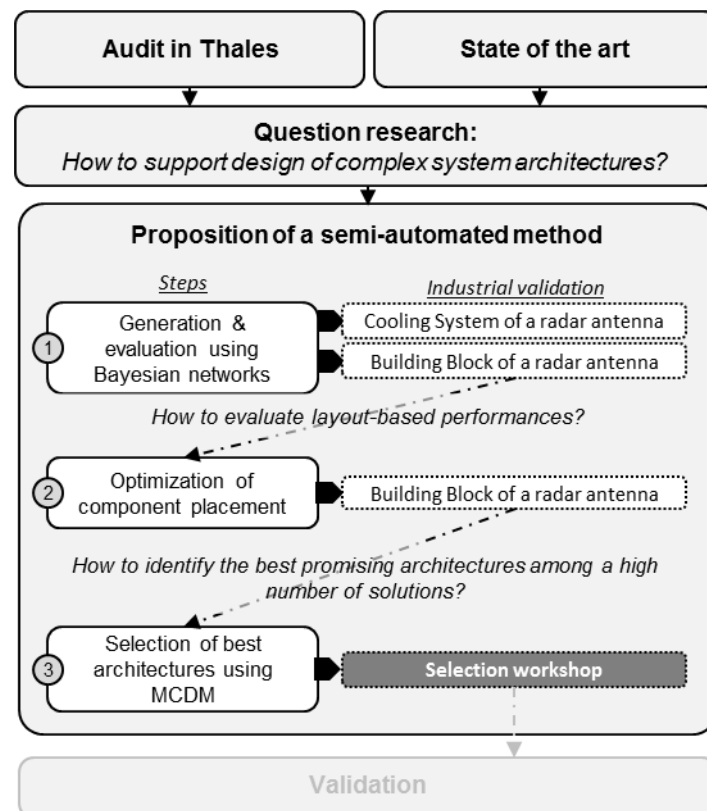 Audit in Thales
State of the art
Question research:
How to support design of complex system architectures?
Proposition of a semi-automated method
Steps
Industrial validation
1
Generation &
evaluation using
Bayesian networks
Cooling System of a radar antenna
Building Block of a radar antenna
How to evaluate layout-based performances?
2
Optimization of
component placement
Building Block of a radar antenna
How to identify the best promising architectures among a high
number of solutions?
3
Selection of best
architectures using
MCDM
Selection workshop
Validation